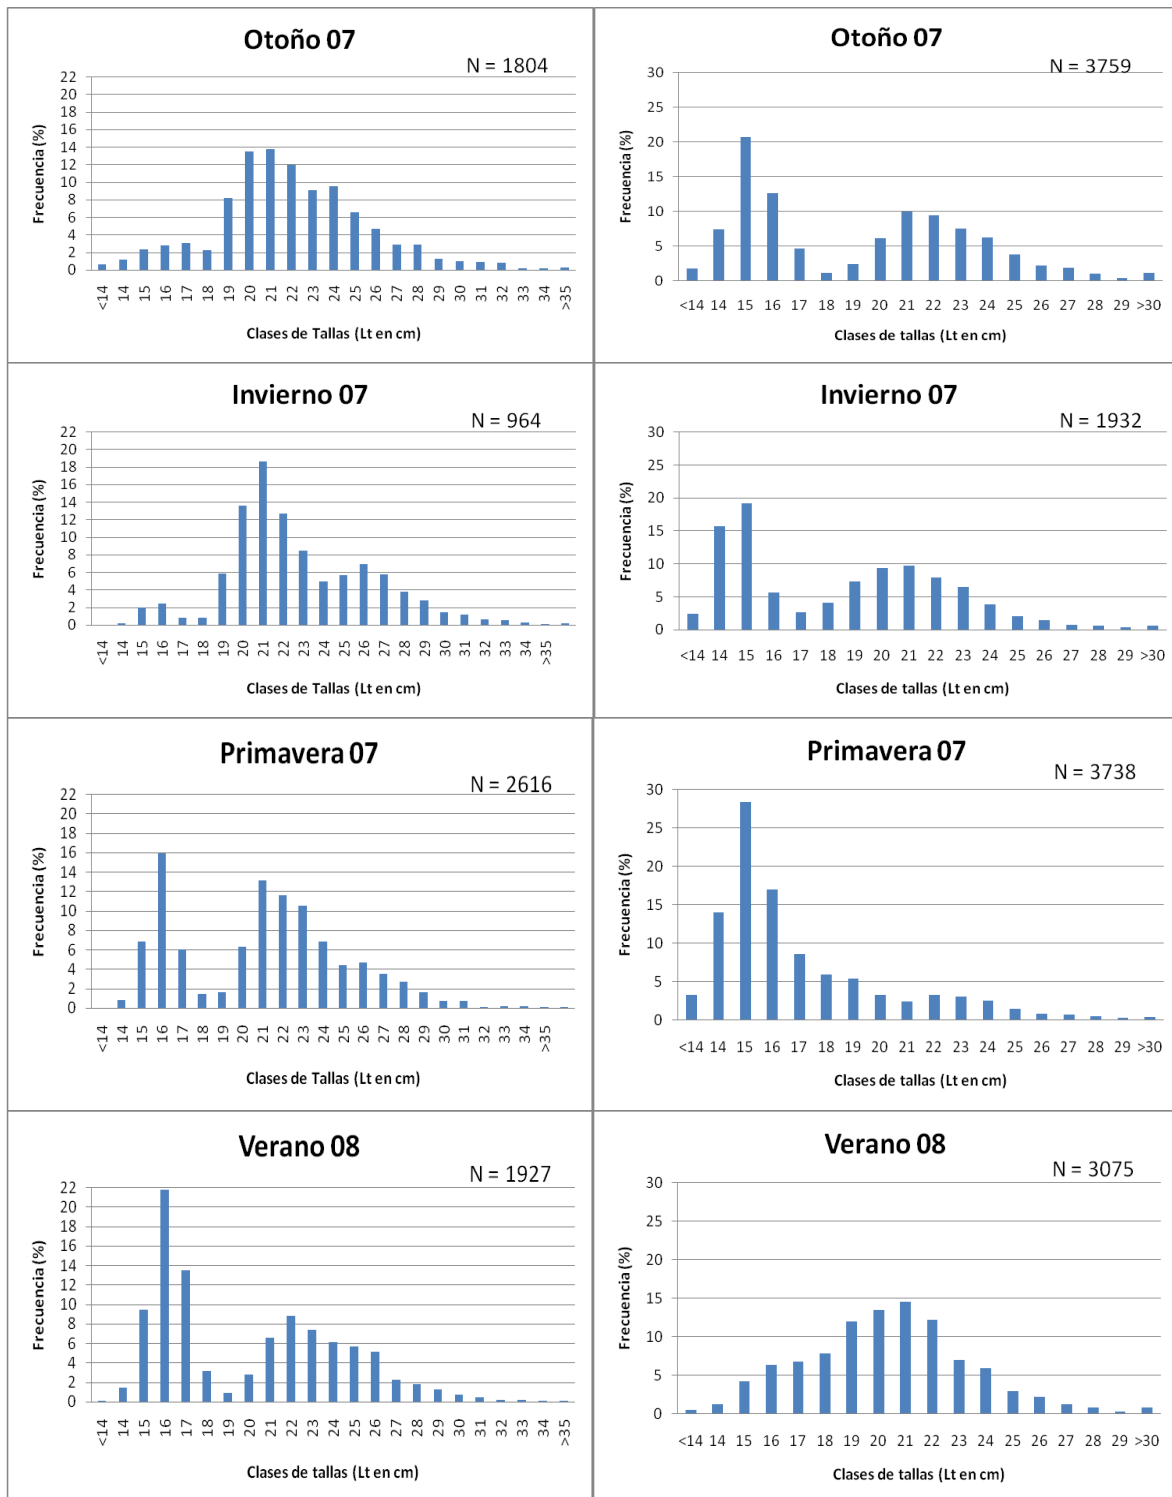 Otoño 07
N = 1804
22
20
18
16
14
12
10
8
6
4
2
0
Frecuencia (%)
<14 14 15 16 17 18 19 20 21 22 23 24 25 26 27 28 29 30 31 32 33 34 >35
Clases de Tallas (Lt en cm)
Otoño 07
N = 3759
30
25
20
15
10
5
0
Frecuencia (%)
<14 14 15 16 17 18 19 20 21 22 23 24 25 26 27 28 29 >30
Clases de tallas (Lt en cm)
Invierno 07
N = 964
22
20
18
16
14
12
10
8
6
4
2
0
Frecuencia (%)
<14 14 15 16 17 18 19 20 21 22 23 24 25 26 27 28 29 30 31 32 33 34 >35
Clases de Tallas (Lt en cm)
Invierno 07
N = 1932
30
25
20
15
10
5
0
Frecuencia (%)
<14 14 15 16 17 18 19 20 21 22 23 24 25 26 27 28 29 >30
Clases de tallas (Lt en cm)
Primavera 07
N = 2616
22
20
18
16
14
12
10
8
6
4
2
0
Frecuencia (%)
<14 14 15 16 17 18 19 20 21 22 23 24 25 26 27 28 29 30 31 32 33 34 >35
Clases de Tallas (Lt en cm)
Primavera 07
N = 3738
30
25
20
15
10
5
0
Frecuencia (%)
<14 14 15 16 17 18 19 20 21 22 23 24 25 26 27 28 29 >30
Clases de tallas (Lt en cm)
Verano 08
N = 1927
22
20
18
16
14
12
10
8
6
4
2
0
Frecuencia (%)
<14 14 15 16 17 18 19 20 21 22 23 24 25 26 27 28 29 30 31 32 33 34 >35
Clases de tallas (Lt en cm)
Verano 08
N = 3075
30
25
20
15
10
5
0
Frecuencia (%)
<14 14 15 16 17 18 19 20 21 22 23 24 25 26 27 28 29 >30
Clases de tallas (Lt en cm)